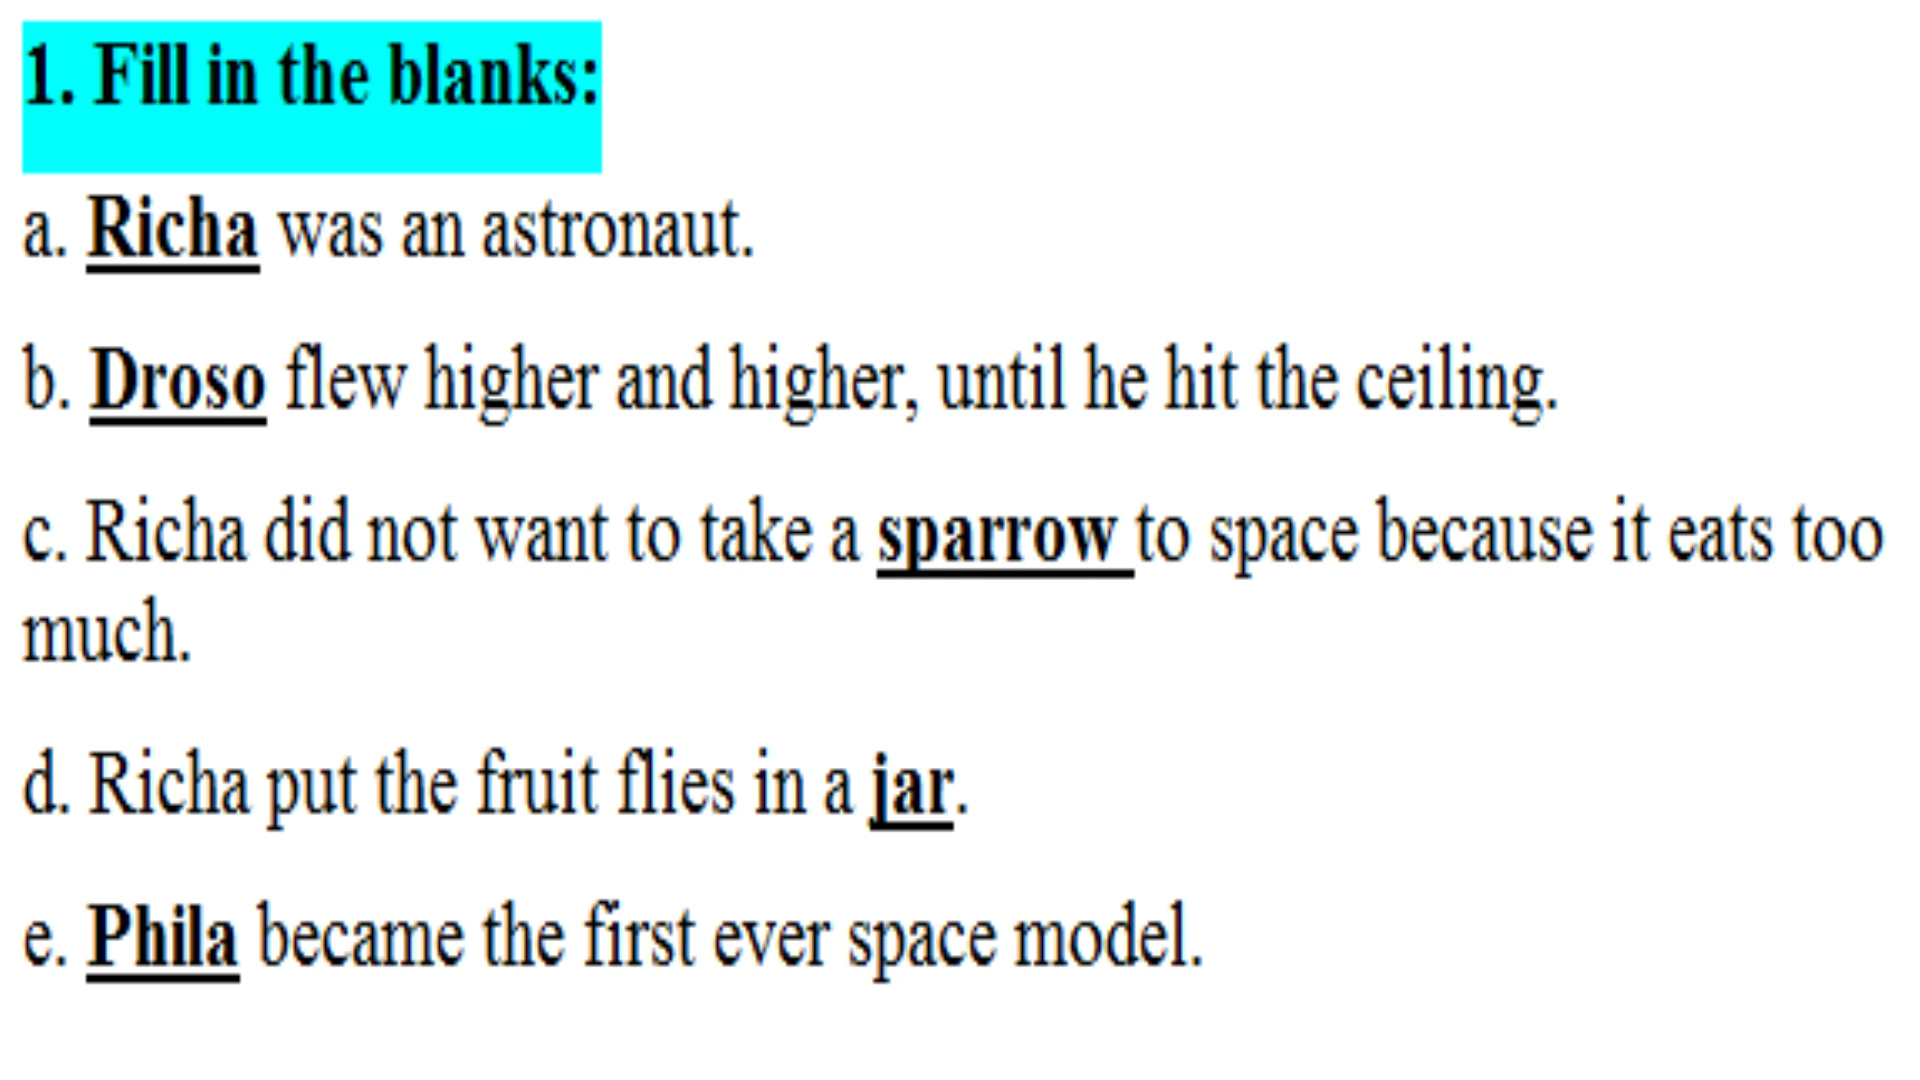 1. Fill in the blanks:
a. Richa was an astronaut.
b. Droso flew higher and higher, until he hit the ceiling.
c. Richa did not want to take a sparrow to space because it eats too
much.
d. Richa put the fruit flies in a jar.
e. Phila became the first ever space model.